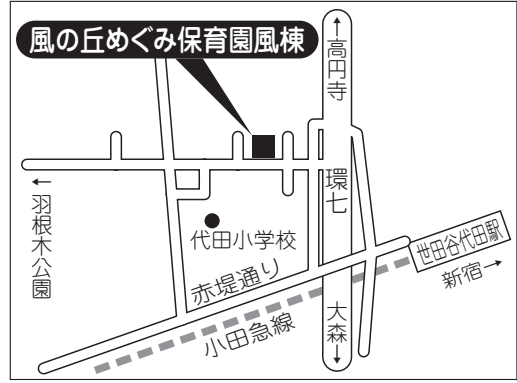 風の丘めぐみ保育園風棟
←高円寺
環七
大森→
←羽根木公園
代田小学校
赤堤通り
小田急線
世田谷代田駅
新宿→